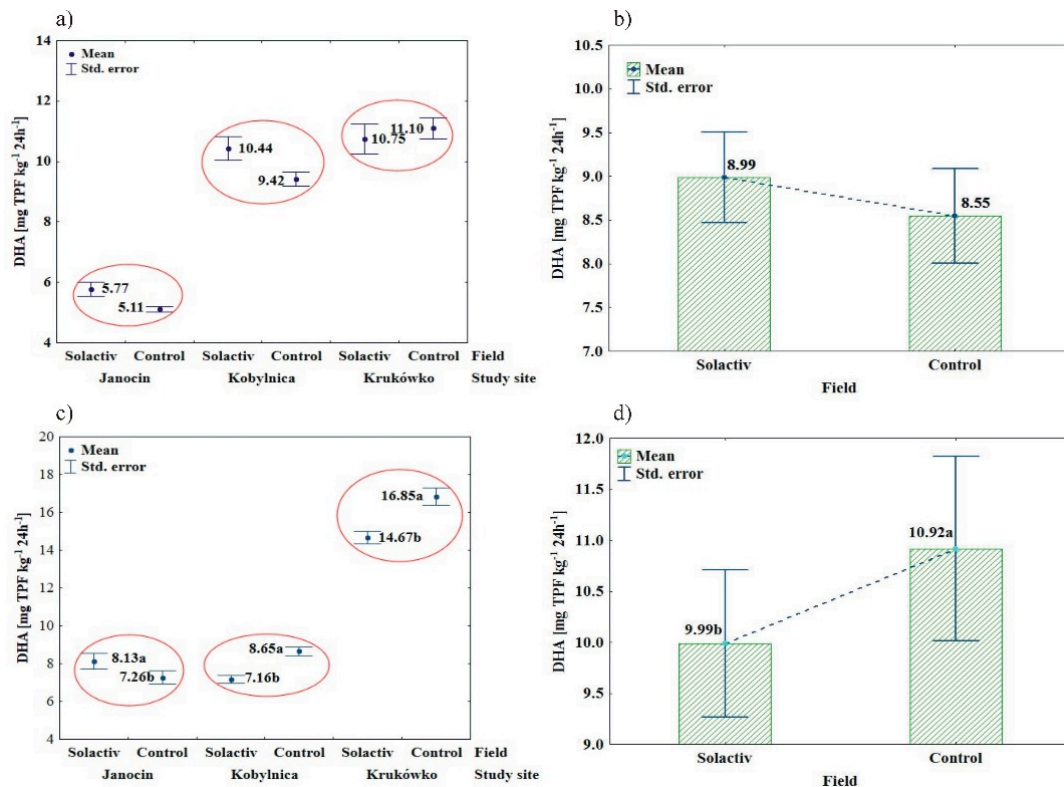 a)
14
12
10
8
6
4
DHA [mg TPF kg-1 24h-1]
Mean
Std. error
5.77
5.11
10.44
9.42
10.75
11.10
Solactiv Control Solactiv Control Solactiv Control Field
Janocin Kobylnica Krukówko Study site
b)
10.5
10.0
9.5
9.0
8.5
8.0
7.5
7.0
DHA [mg TPF kg-1 24h-1]
Mean
Std. error
8.99
8.55
Solactiv Control
Field
c)
20
18
16
14
12
10
8
6
4
DHA [mg TPF kg-1 24h-1]
Mean
Std. error
8.13a
7.26b
7.16b
8.65a
14.67b
16.85a
Solactiv Control Solactiv Control Solactiv Control Field
Janocin Kobylnica Krukówko Study site
d)
12.0
11.5
11.0
10.5
10.0
9.5
9.0
DHA [mg TPF kg-1 24h-1]
Mean
Std. error
9.99b
10.92a
Solactiv Control
Field